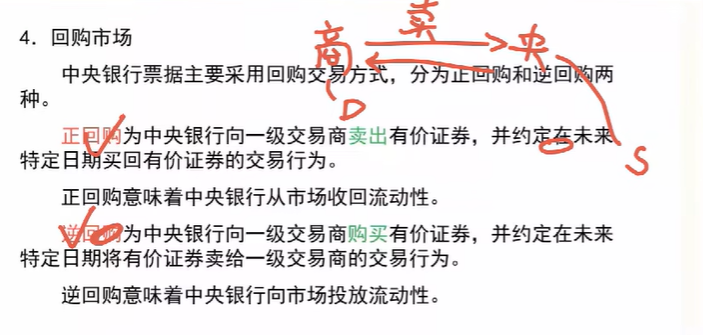 4．回购市场
卖
商
央
中央银行票据主要采用回购交易方式，分为正回购和逆回购两
种。
D
正回购为中央银行向一级交易商卖出有价证券，并约定在未来
S
特定日期买回有价证券的交易行为。
正回购意味着中央银行从市场收回流动性。
逆回购为中央银行向一级交易商购买有价证券，并约定在未来
特定日期将有价证券卖给一级交易商的交易行为。
逆回购意味着中央银行向市场投放流动性。